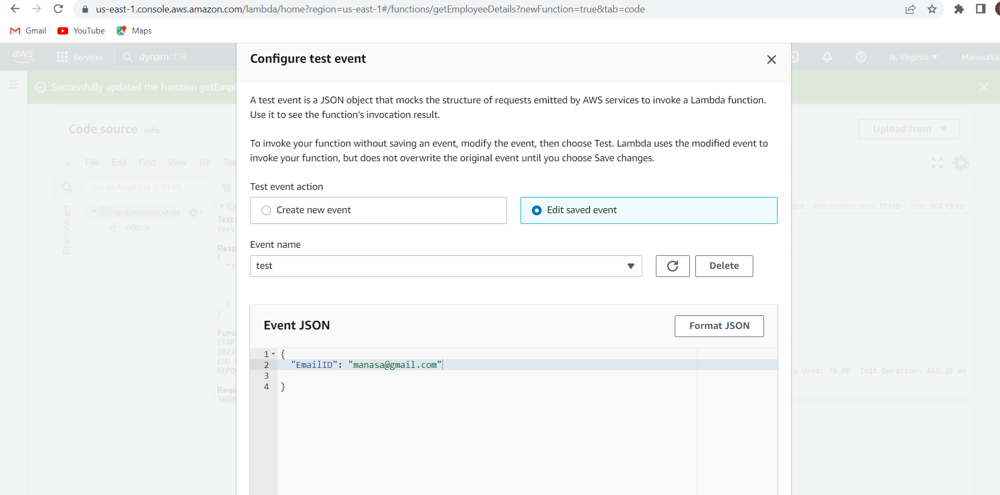 us-east-1.console.aws.amazon.com/lambda/home?region=us-east-1#/functions/getEmployeeDetails?newFunction=true&tab=code
Gmail YouTube Maps
aws Services dynamoDB N. Virginia ManasaVa
Configure test event
Successfully updated the function getEmpl
A test event is a JSON object that mocks the structure of requests emitted by AWS services to invoke a Lambda function.
Use it to see the function's invocation result.
Code source Info
Upload from
To invoke your function without saving an event, modify the event, then choose Test. Lambda uses the modified event to
invoke your function, but does not overwrite the original event until you choose Save changes.
File Edit Find View Go Too
Go to Anything (Ctrl-P)
Test event action
Create new event
Edit saved event
Environment
getEmployeeDetails
index.js
Max memory used: 78 MB Time: 604.19 ms
Test
test
Event name
test
Delete
Resp
{
}
}
Event JSON
Format JSON
Func
STAR
2022-
END
REPO
y Used: 78 MB Init Duration: 455.38 ms
Requ
1 {
2 "EmailID": "manasa@gmail.com"
3
4 }